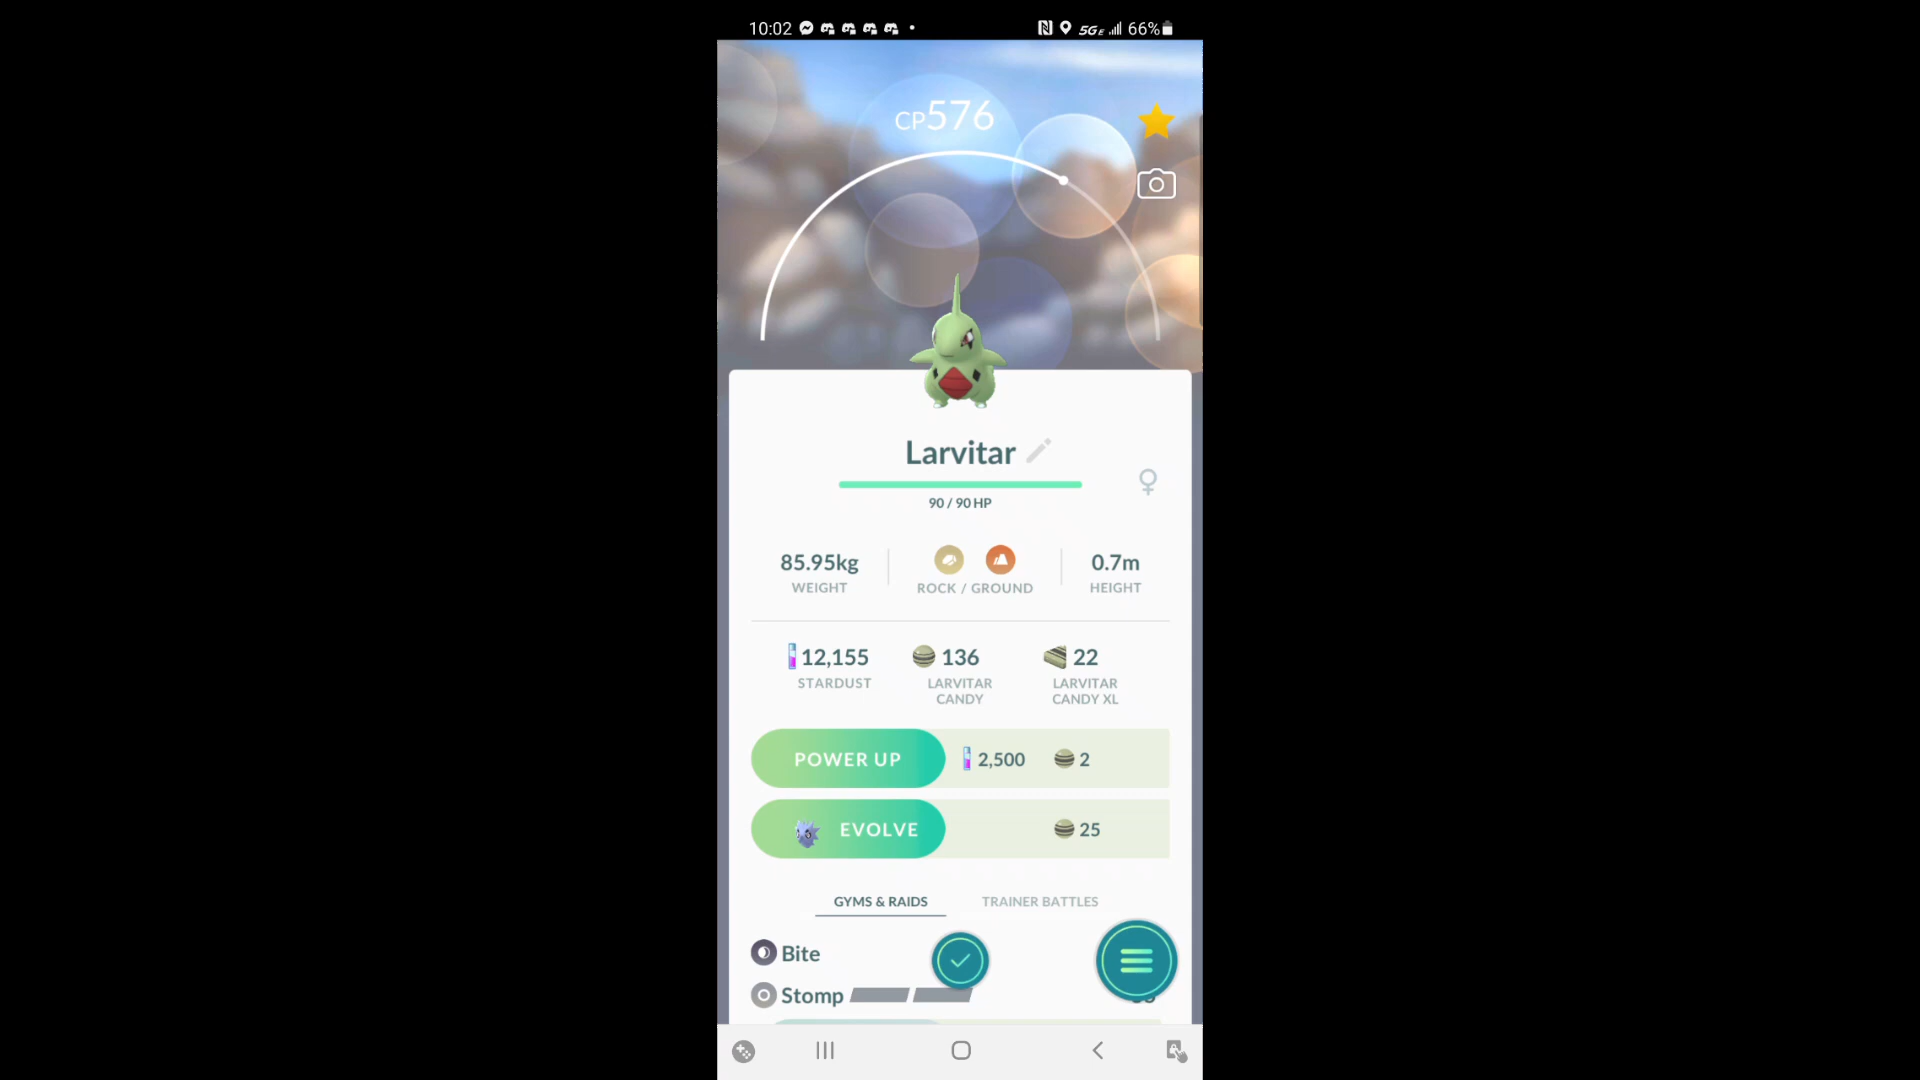 10:02 5GE 66%
CP576
Larvitar
90 / 90 HP
85.95kg ROCK / GROUND 0.7m
WEIGHT HEIGHT
12,155 136 22
STARDUST LARVITAR CANDY LARVITAR CANDY XL
POWER UP 2,500 2
EVOLVE 25
GYMS & RAIDS TRAINER BATTLES
Bite
Stomp